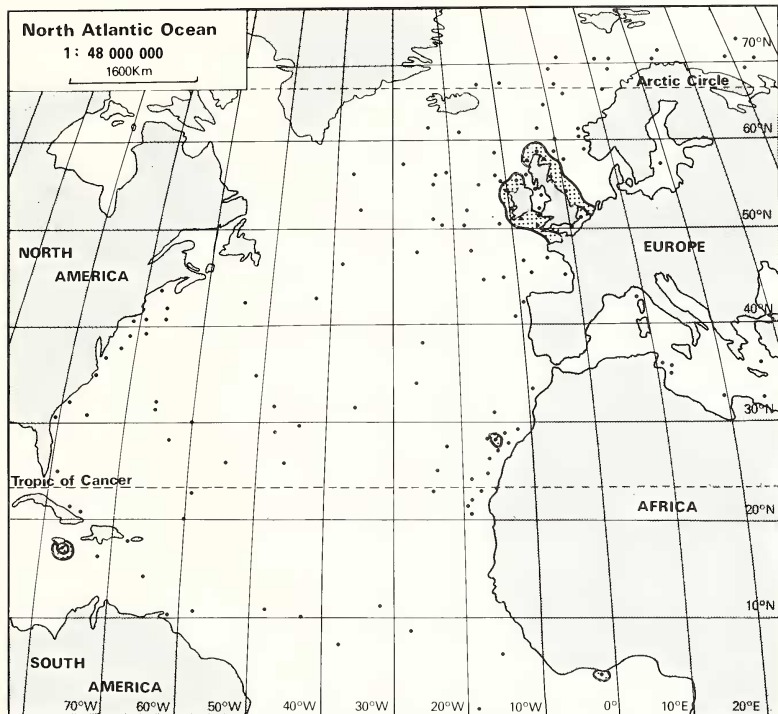 North Atlantic Ocean
1: 48 000 000
1600Km
70°N
Arctic Circle
60°N
50°N
NORTH
AMERICA
EUROPE
40°N
30°N
Tropic of Cancer
AFRICA
20°N
10°N
SOUTH
AMERICA
70°W
60°W
50°W
40°W
30°W
20°W
10°W
0°
10°E
20°E